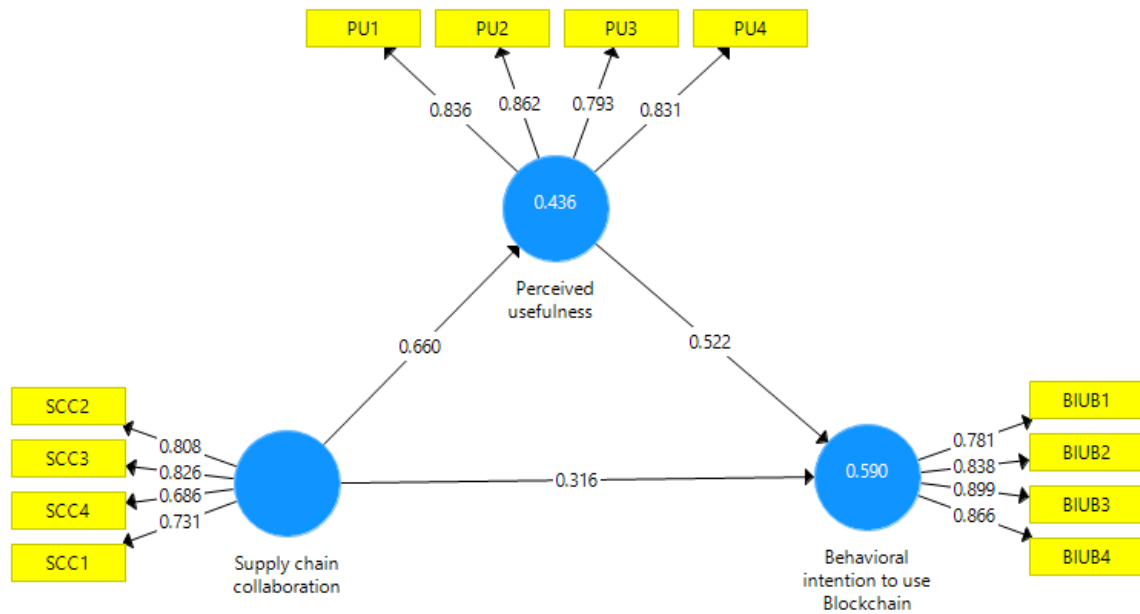 PU1
PU2
PU3
PU4
0.836
0.862
0.793
0.831
0.436
Perceived
usefulness
0.660
0.522
SCC2
SCC3
SCC4
SCC1
0.808
0.826
0.686
0.731
Supply chain
collaboration
0.316
0.590
Behavioral
intention to use
Blockchain
0.781
0.838
0.899
0.866
BIUB1
BIUB2
BIUB3
BIUB4